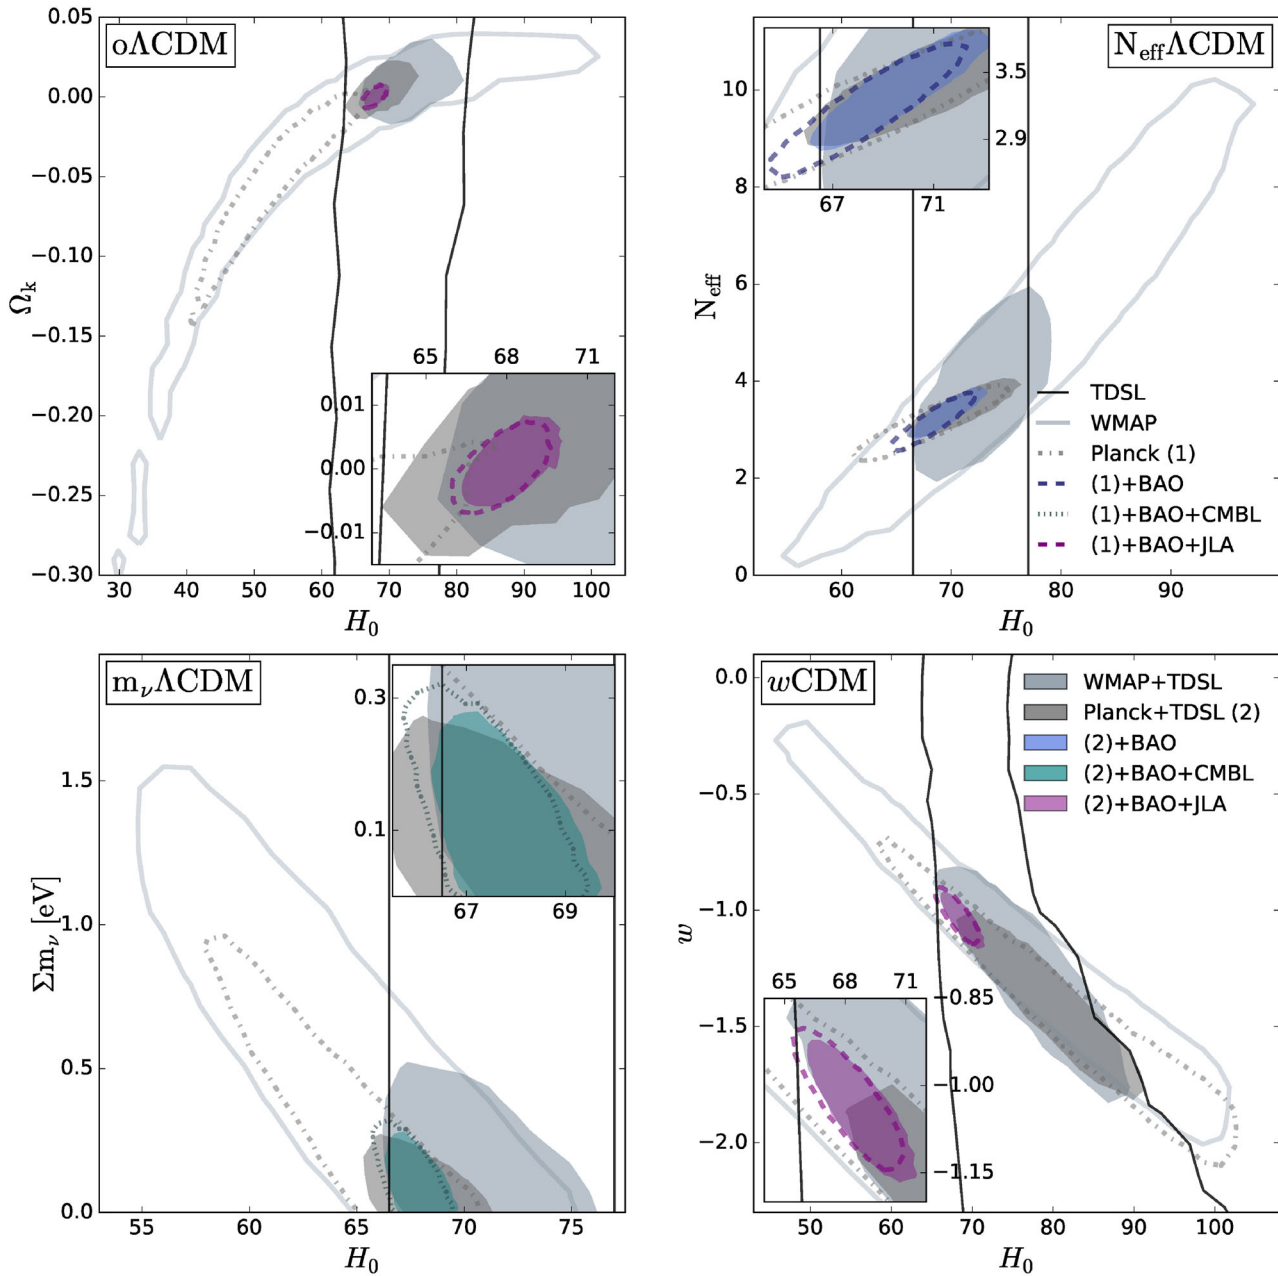 oΛCDM
0.05
0.00
−0.05
−0.10
−0.15
−0.20
−0.25
−0.30
Ωk
30 40 50 60 70 80 90 100
H0
65 68 71
0.01
0.00
−0.01
NeffΛCDM
10
8
6
4
2
0
Neff
60 70 80 90
H0
3.5
2.9
67 71
TDSL
WMAP
Planck (1)
(1)+BAO
(1)+BAO+CMBL
(1)+BAO+JLA
mνΛCDM
1.5
1.0
0.5
0.0
Σmν [eV]
55 60 65 70 75
H0
0.3
0.1
67 69
wCDM
0.0
−0.5
−1.0
−1.5
−2.0
w
50 60 70 80 90 100
H0
WMAP+TDSL
Planck+TDSL (2)
(2)+BAO
(2)+BAO+CMBL
(2)+BAO+JLA
65 68 71
−0.85
−1.00
−1.15